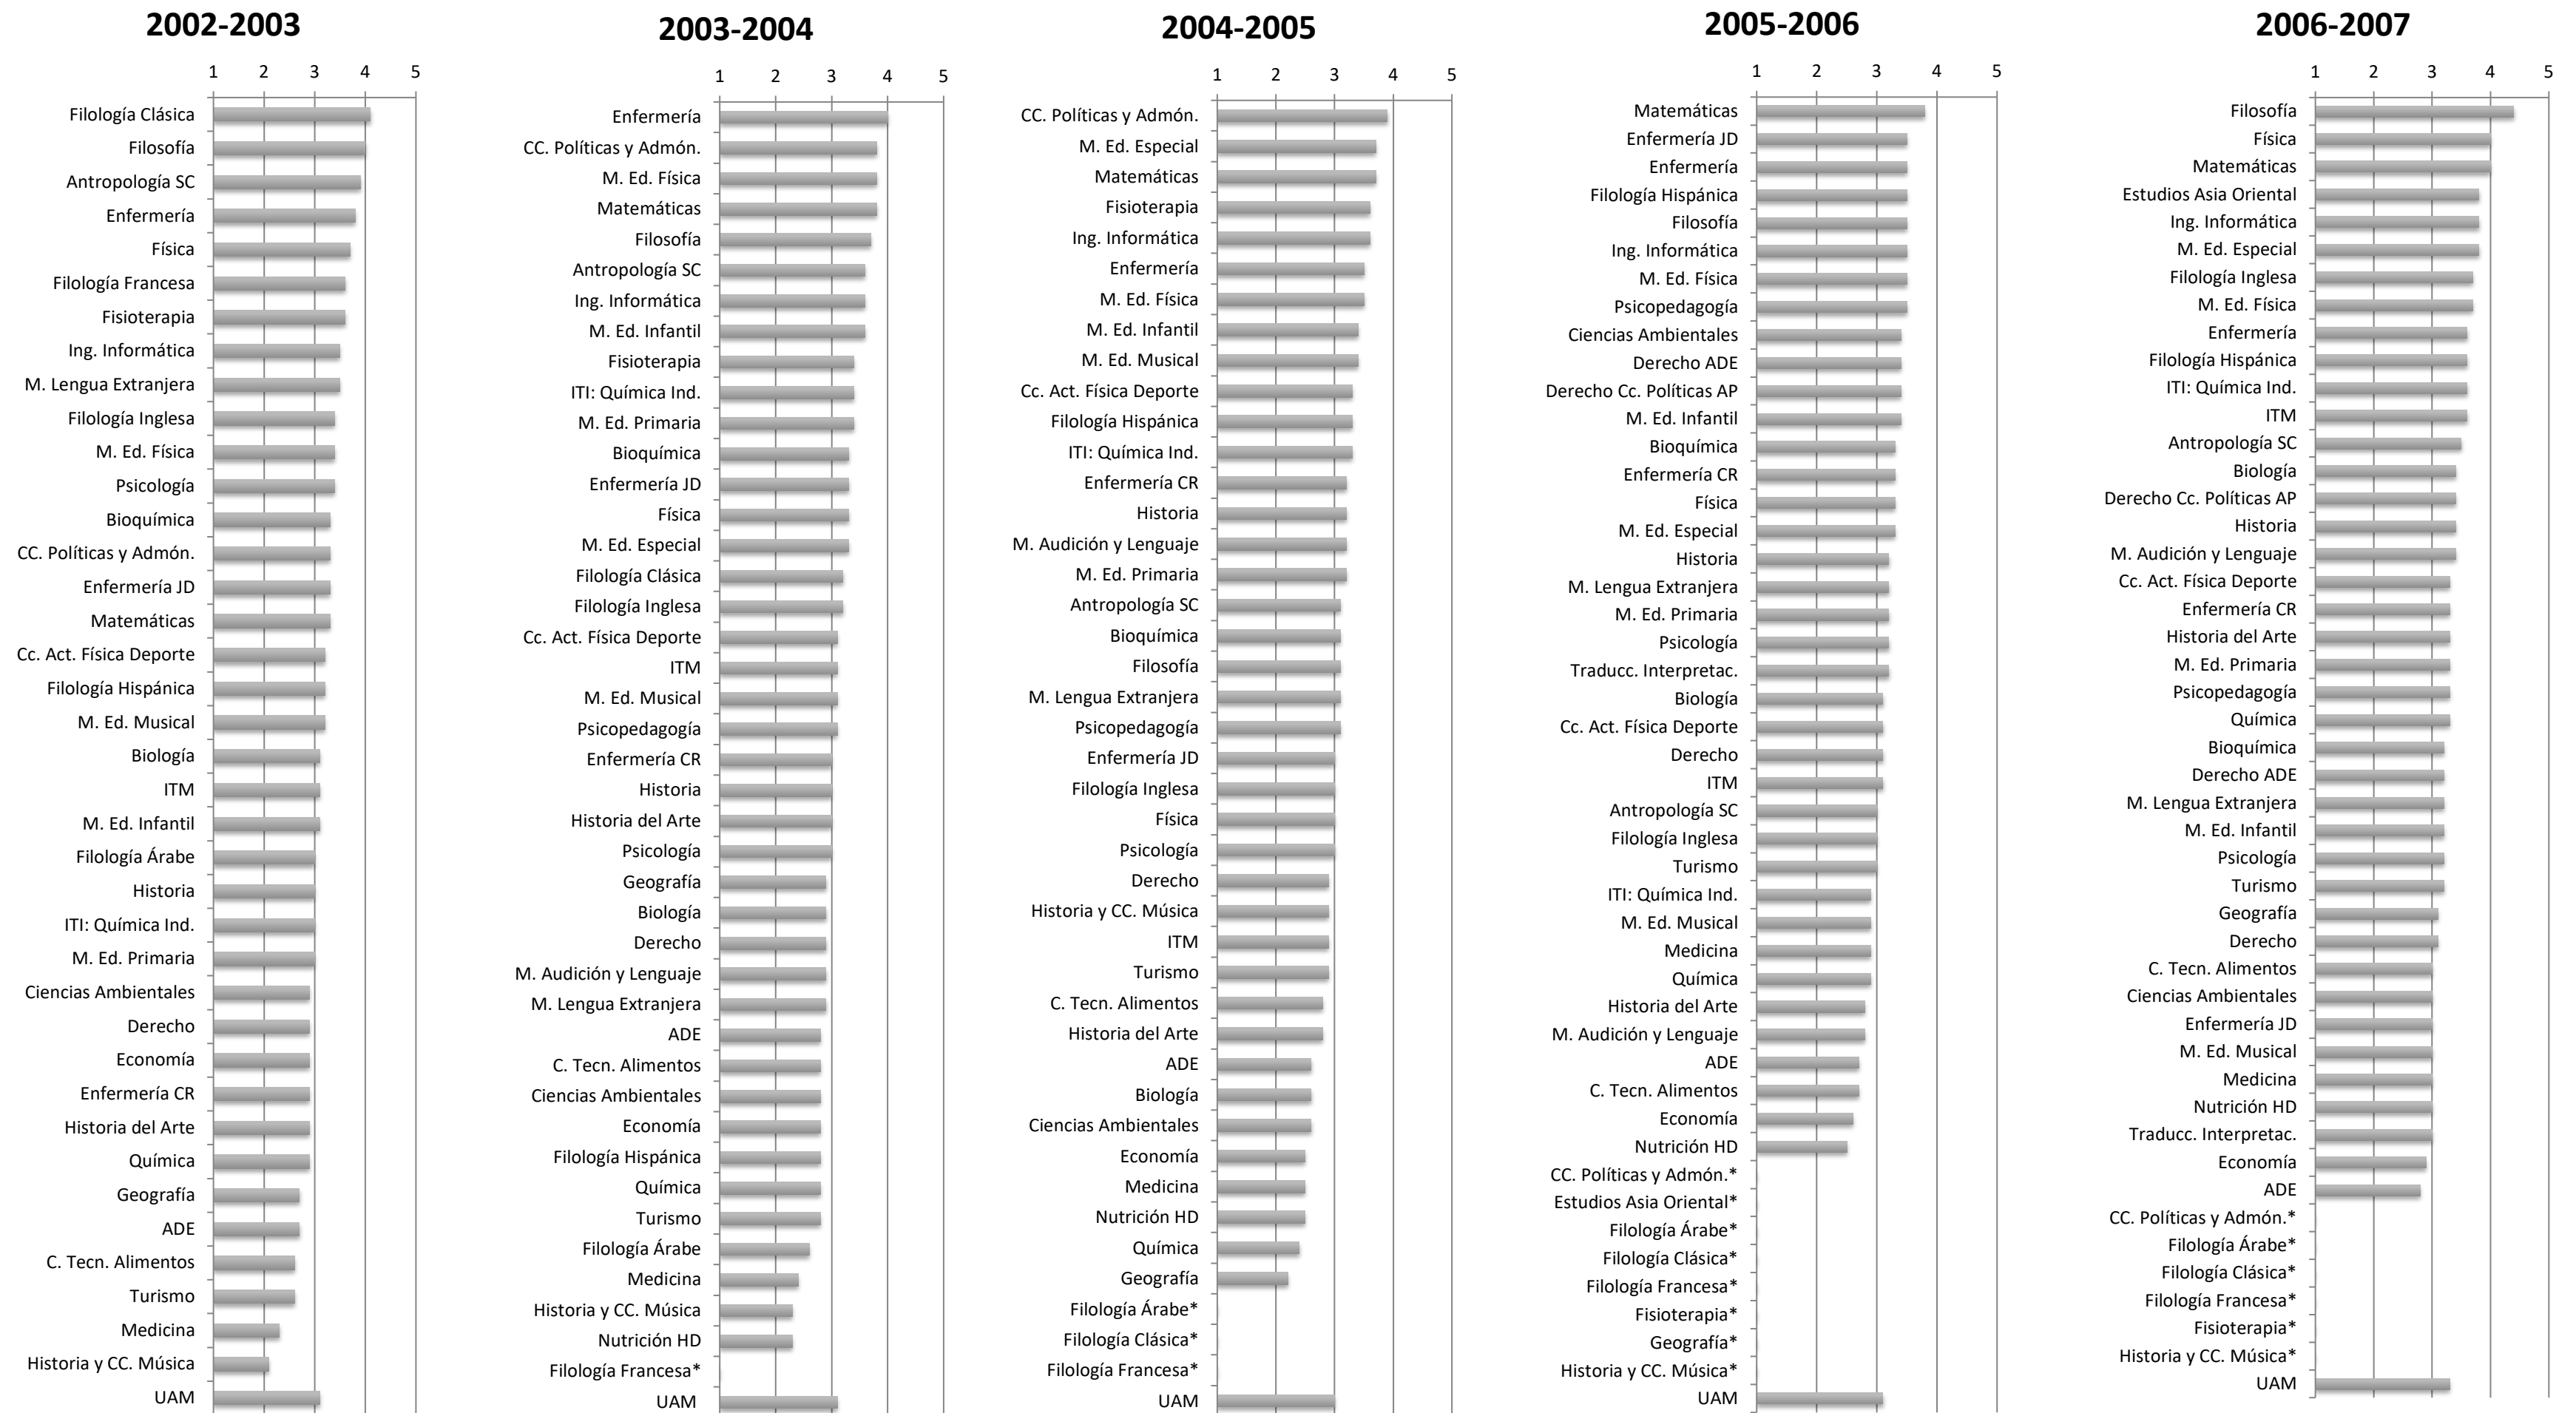 2002-2003
1 2 3 4 5
Filología Clásica
Filosofía
Antropología SC
Enfermería
Física
Filología Francesa
Fisioterapia
Ing. Informática
M. Lengua Extranjera
Filología Inglesa
M. Ed. Física
Psicología
Bioquímica
CC. Políticas y Admón.
Enfermería JD
Matemáticas
Cc. Act. Física Deporte
Filología Hispánica
M. Ed. Musical
Biología
ITM
M. Ed. Infantil
Filología Árabe
Historia
ITI: Química Ind.
M. Ed. Primaria
Ciencias Ambientales
Derecho
Economía
Enfermería CR
Historia del Arte
Química
Geografía
ADE
C. Tecn. Alimentos
Turismo
Medicina
Historia y CC. Música
UAM
2003-2004
1 2 3 4 5
Enfermería
CC. Políticas y Admón.
M. Ed. Física
Matemáticas
Filosofía
Antropología SC
Ing. Informática
M. Ed. Infantil
Fisioterapia
ITI: Química Ind.
M. Ed. Primaria
Bioquímica
Enfermería JD
Física
M. Ed. Especial
Filología Clásica
Filología Inglesa
Cc. Act. Física Deporte
ITM
M. Ed. Musical
Psicopedagogía
Enfermería CR
Historia
Historia del Arte
Psicología
Geografía
Biología
Derecho
M. Audición y Lenguaje
M. Lengua Extranjera
ADE
C. Tecn. Alimentos
Ciencias Ambientales
Economía
Filología Hispánica
Química
Turismo
Filología Árabe
Medicina
Historia y CC. Música
Nutrición HD
Filología Francesa*
UAM
2004-2005
1 2 3 4 5
CC. Políticas y Admón.
M. Ed. Especial
Matemáticas
Fisioterapia
Ing. Informática
Enfermería
M. Ed. Física
M. Ed. Infantil
M. Ed. Musical
Cc. Act. Física Deporte
Filología Hispánica
ITI: Química Ind.
Enfermería CR
Historia
M. Audición y Lenguaje
M. Ed. Primaria
Antropología SC
Bioquímica
Filosofía
M. Lengua Extranjera
Psicopedagogía
Enfermería JD
Filología Inglesa
Física
Psicología
Derecho
Historia y CC. Música
ITM
Turismo
C. Tecn. Alimentos
Historia del Arte
ADE
Biología
Ciencias Ambientales
Economía
Medicina
Nutrición HD
Química
Geografía
Filología Árabe*
Filología Clásica*
Filología Francesa*
UAM
2005-2006
1 2 3 4 5
Matemáticas
Enfermería JD
Enfermería
Filología Hispánica
Filosofía
Ing. Informática
M. Ed. Física
Psicopedagogía
Ciencias Ambientales
Derecho ADE
Derecho Cc. Políticas AP
M. Ed. Infantil
Bioquímica
Enfermería CR
Física
M. Ed. Especial
Historia
M. Lengua Extranjera
M. Ed. Primaria
Psicología
Traducc. Interpretac.
Biología
Cc. Act. Física Deporte
Derecho
ITM
Antropología SC
Filología Inglesa
Turismo
ITI: Química Ind.
M. Ed. Musical
Medicina
Química
Historia del Arte
M. Audición y Lenguaje
ADE
C. Tecn. Alimentos
Economía
Nutrición HD
CC. Políticas y Admón.*
Estudios Asia Oriental*
Filología Árabe*
Filología Clásica*
Filología Francesa*
Fisioterapia*
Geografía*
Historia y CC. Música*
UAM
2006-2007
1 2 3 4 5
Filosofía
Física
Matemáticas
Estudios Asia Oriental
Ing. Informática
M. Ed. Especial
Filología Inglesa
M. Ed. Física
Enfermería
Filología Hispánica
ITI: Química Ind.
ITM
Antropología SC
Biología
Derecho Cc. Políticas AP
Historia
M. Audición y Lenguaje
Cc. Act. Física Deporte
Enfermería CR
Historia del Arte
M. Ed. Primaria
Psicopedagogía
Química
Bioquímica
Derecho ADE
M. Lengua Extranjera
M. Ed. Infantil
Psicología
Turismo
Geografía
Derecho
C. Tecn. Alimentos
Ciencias Ambientales
Enfermería JD
M. Ed. Musical
Medicina
Nutrición HD
Traducc. Interpretac.
Economía
ADE
CC. Políticas y Admón.*
Filología Árabe*
Filología Clásica*
Filología Francesa*
Fisioterapia*
Historia y CC. Música*
UAM